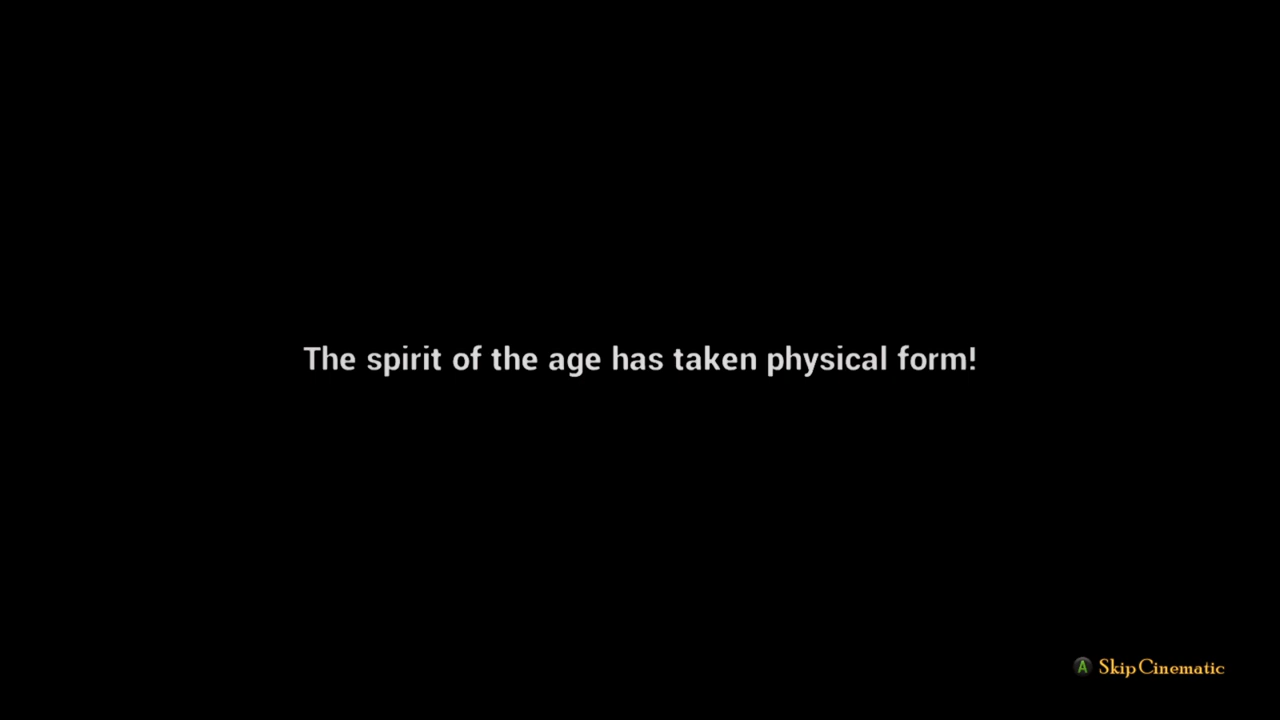 The spirit of the age has taken physical form!
A Skip Cinematic